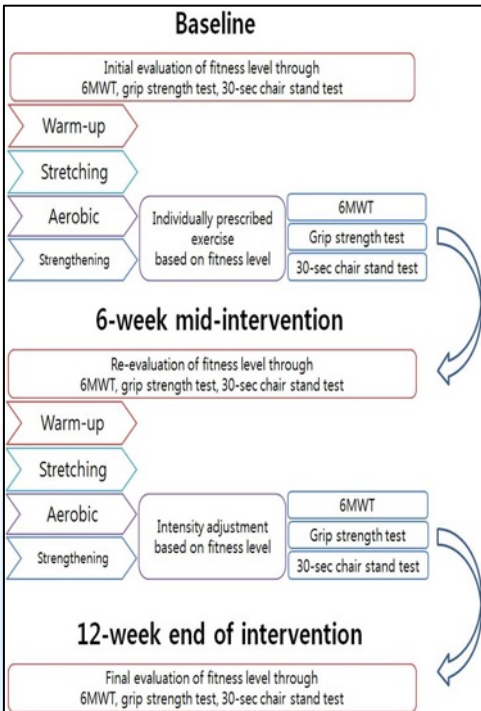 Baseline
Initial evaluation of fitness level through
6MWT, grip strength test, 30-sec chair stand test
Warm-up
Stretching
Aerobic
Strengthening
Individually prescribed
exercise
based on fitness level
6MWT
Grip strength test
30-sec chair stand test
6-week mid-intervention
Re-evaluation of fitness level through
6MWT, grip strength test, 30-sec chair stand test
Warm-up
Stretching
Aerobic
Strengthening
Intensity adjustment
based on fitness level
6MWT
Grip strength test
30-sec chair stand test
12-week end of intervention
Final evaluation of fitness level through
6MWT, grip strength test, 30-sec chair stand test